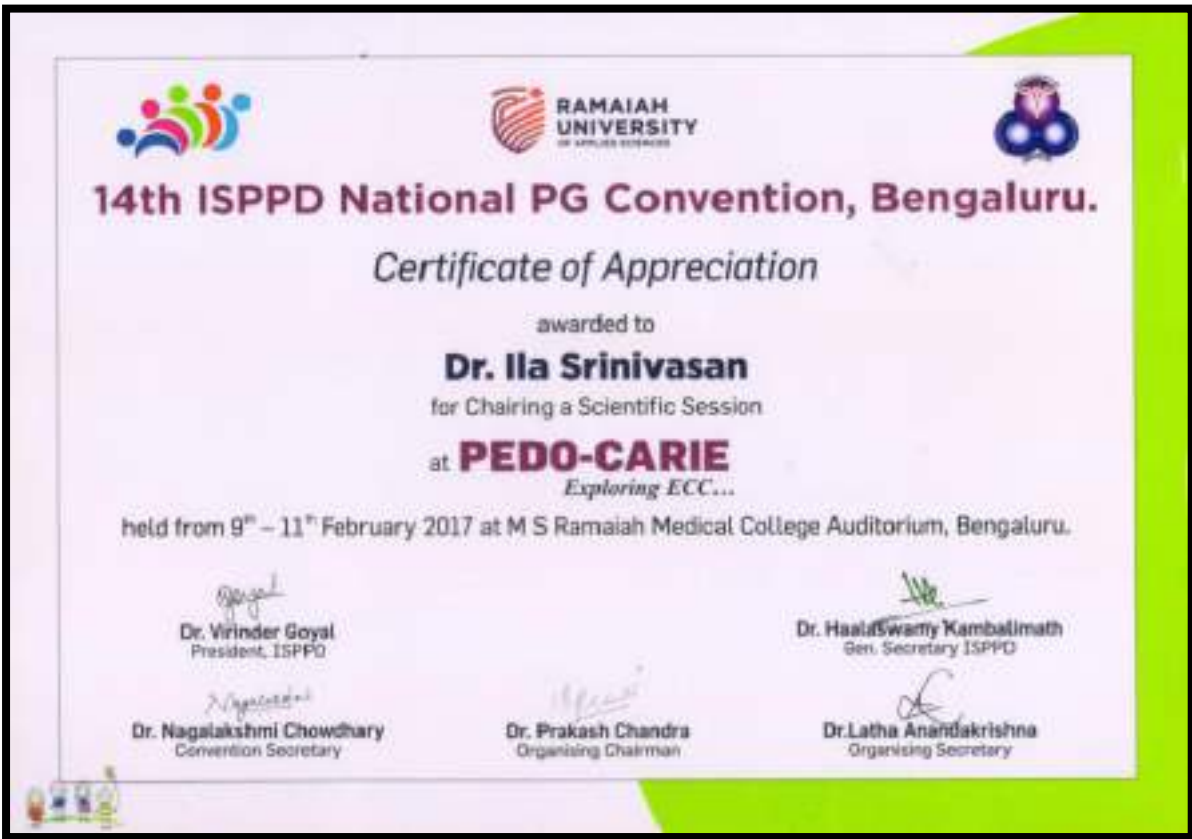 RAMAIAH
UNIVERSITY
OF APPLIED SCIENCES
14th ISPPD National PG Convention, Bengaluru.
Certificate of Appreciation
awarded to
Dr. Ila Srinivasan
for Chairing a Scientific Session
at PEDO-CARIE
Exploring ECC...
held from 9th – 11th February 2017 at M S Ramaiah Medical College Auditorium, Bengaluru.
Dr. Virinder Goyal
President, ISPPD
Dr. Haalaswamy Kambalimath
Gen. Secretary ISPPD
Dr. Nagalakshmi Chowdhary
Convention Secretary
Dr. Prakash Chandra
Organising Chairman
Dr.Latha Anandakrishna
Organising Secretary